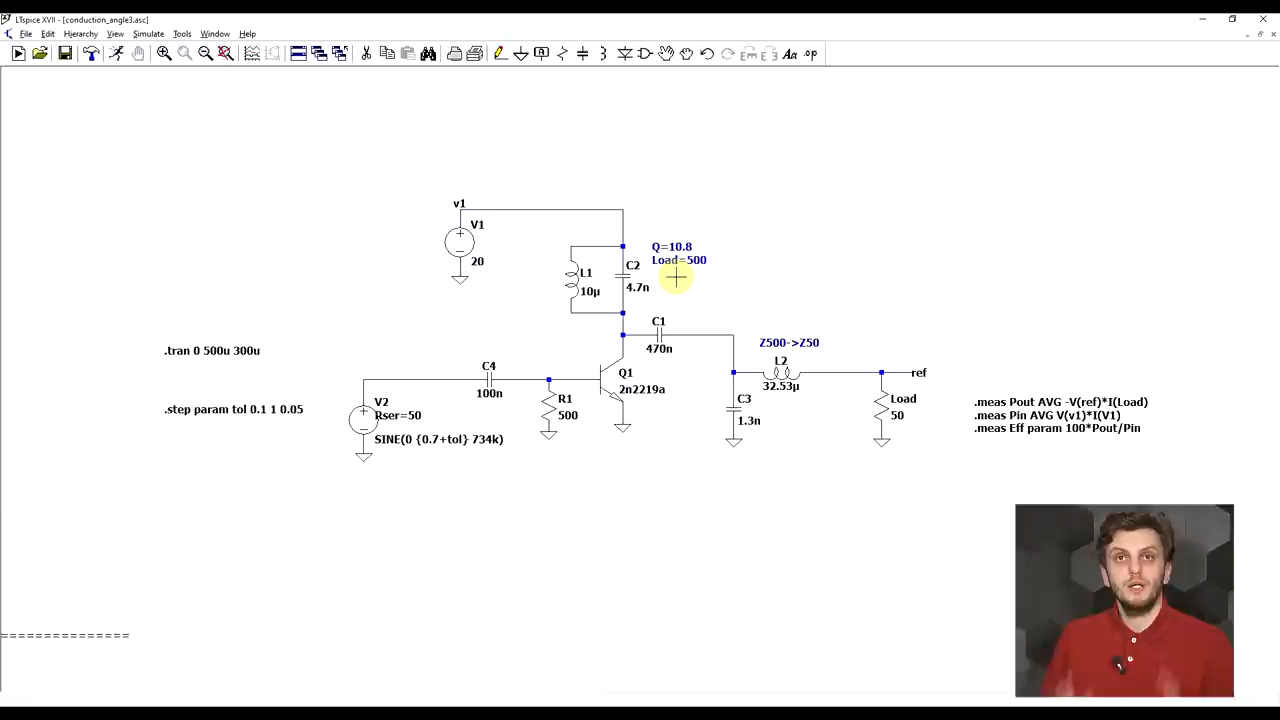 LTspice XVII - [conduction_angle3.asc]
File Edit Hierarchy View Simulate Tools Window Help
v1
V1
20
Q=10.8
Load=500
C2
4.7n
L1
10µ
C1
470n
Z500->Z50
L2
32.53µ
ref
.tran 0 500u 300u
C4
100n
Q1
2n2219a
R1
500
C3
1.3n
Load
50
V2
Rser=50
SINE(0 {0.7+tol} 734k)
.step param tol 0.1 1 0.05
.meas Pout AVG -V(ref)*I(Load)
.meas Pin AVG V(v1)*I(V1)
.meas Eff param 100*Pout/Pin
================